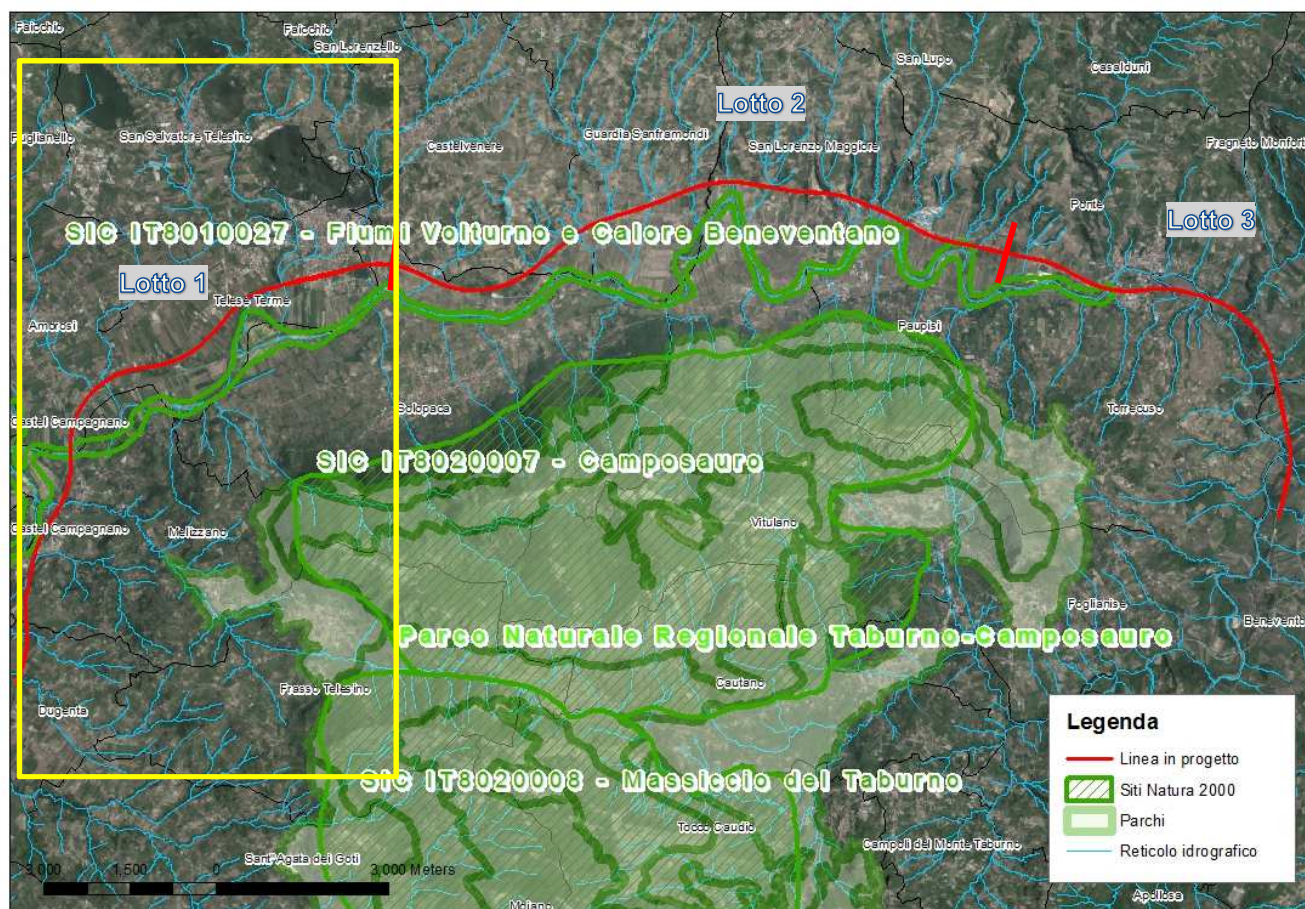 Faicchio
Faicchio
San Lorenzello
San Lupo
Casalduni
Lotto 2
Puglianello
San Salvatore Telesino
Castelvenere
Guardia Sanframondi
San Lorenzo Maggiore
Fragneto Monforte
Ponte
SIC IT8010027 - Fiumi Volturno e Calore Beneventano
Lotto 3
Lotto 1
Telese Terme
Amorosi
Paupisi
Castel Campagnano
Solopaca
Torrecuso
SIC IT8020007 - Camposauro
Castel Campagnano
Melizzano
Vitulano
Foglianise
Benevento
Parco Naturale Regionale Taburno-Camposauro
Frasso Telesino
Cautano
Dugenta
SIC IT8020008 - Massiccio del Taburno
Tocco Caudio
Campoli del Monte Taburno
Sant'Agata dei Goti
3,000 1,500 0 3,000 Meters
Moiano
Apollosa
Legenda
Linea in progetto
Siti Natura 2000
Parchi
Reticolo idrografico